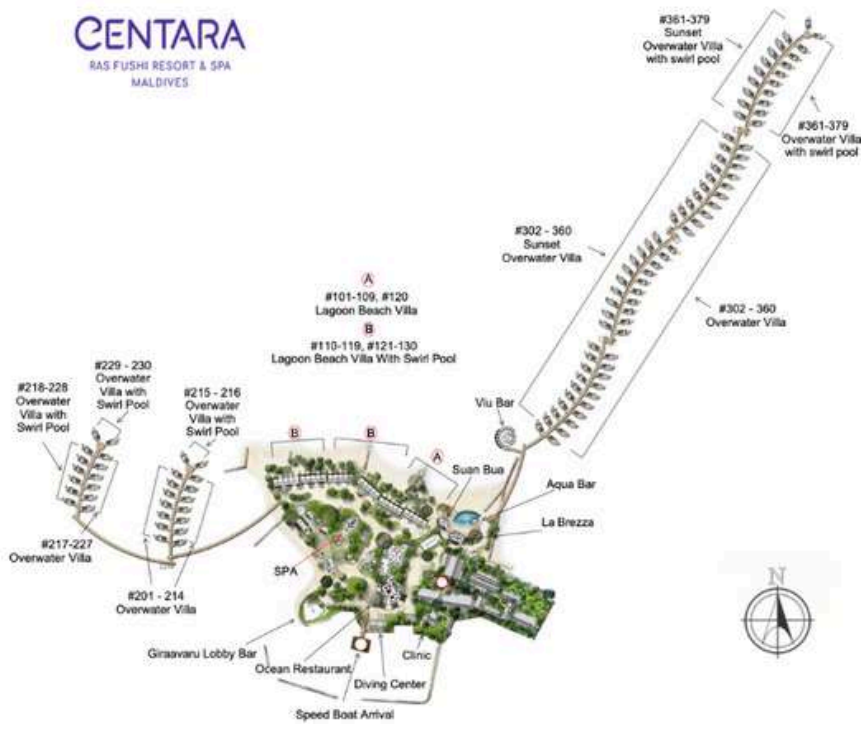 CENTARA
RAS FUSHI RESORT & SPA
MALDIVES
#361-379
Sunset
Overwater Villa
with swirl pool
#361-379
Overwater Villa
with swirl pool
#302 - 360
Sunset
Overwater Villa
#302 - 360
Overwater Villa
A
#101-109, #120
Lagoon Beach Villa
B
#110-119, #121-130
Lagoon Beach Villa With Swirl Pool
#229 - 230
Overwater
Villa with
Swirl Pool
#218-228
Overwater
Villa with
Swirl Pool
#215 - 216
Overwater
Villa with
Swirl Pool
#217-227
Overwater Villa
#201 - 214
Overwater Villa
B
B
A
Viu Bar
Suan Bua
Aqua Bar
La Brezza
SPA
Giraavaru Lobby Bar
Ocean Restaurant
Clinic
Diving Center
Speed Boat Arrival
N